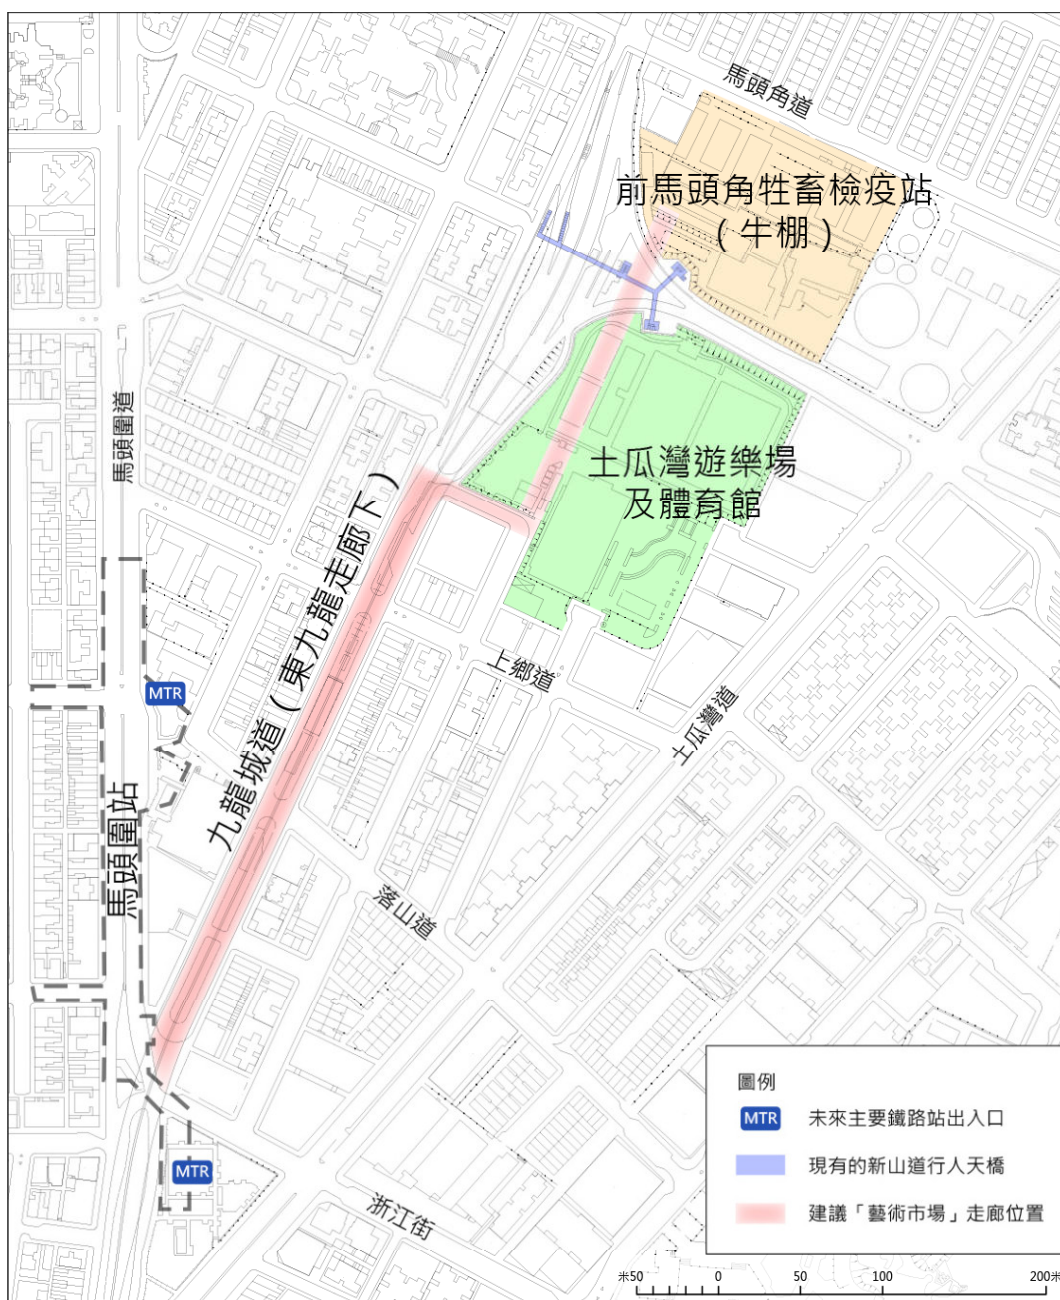 馬頭角道
前馬頭角牲畜檢疫站
（牛棚）
馬頭圍道
土瓜灣遊樂場
及體育館
九龍城道（東九龍走廊下）
上鄉道
土瓜灣道
MTR
馬頭圍站
落山道
MTR
浙江街
圖例
MTR 未來主要鐵路站出入口
現有的新山道行人天橋
建議「藝術市場」走廊位置
米50 0 50 100 200米